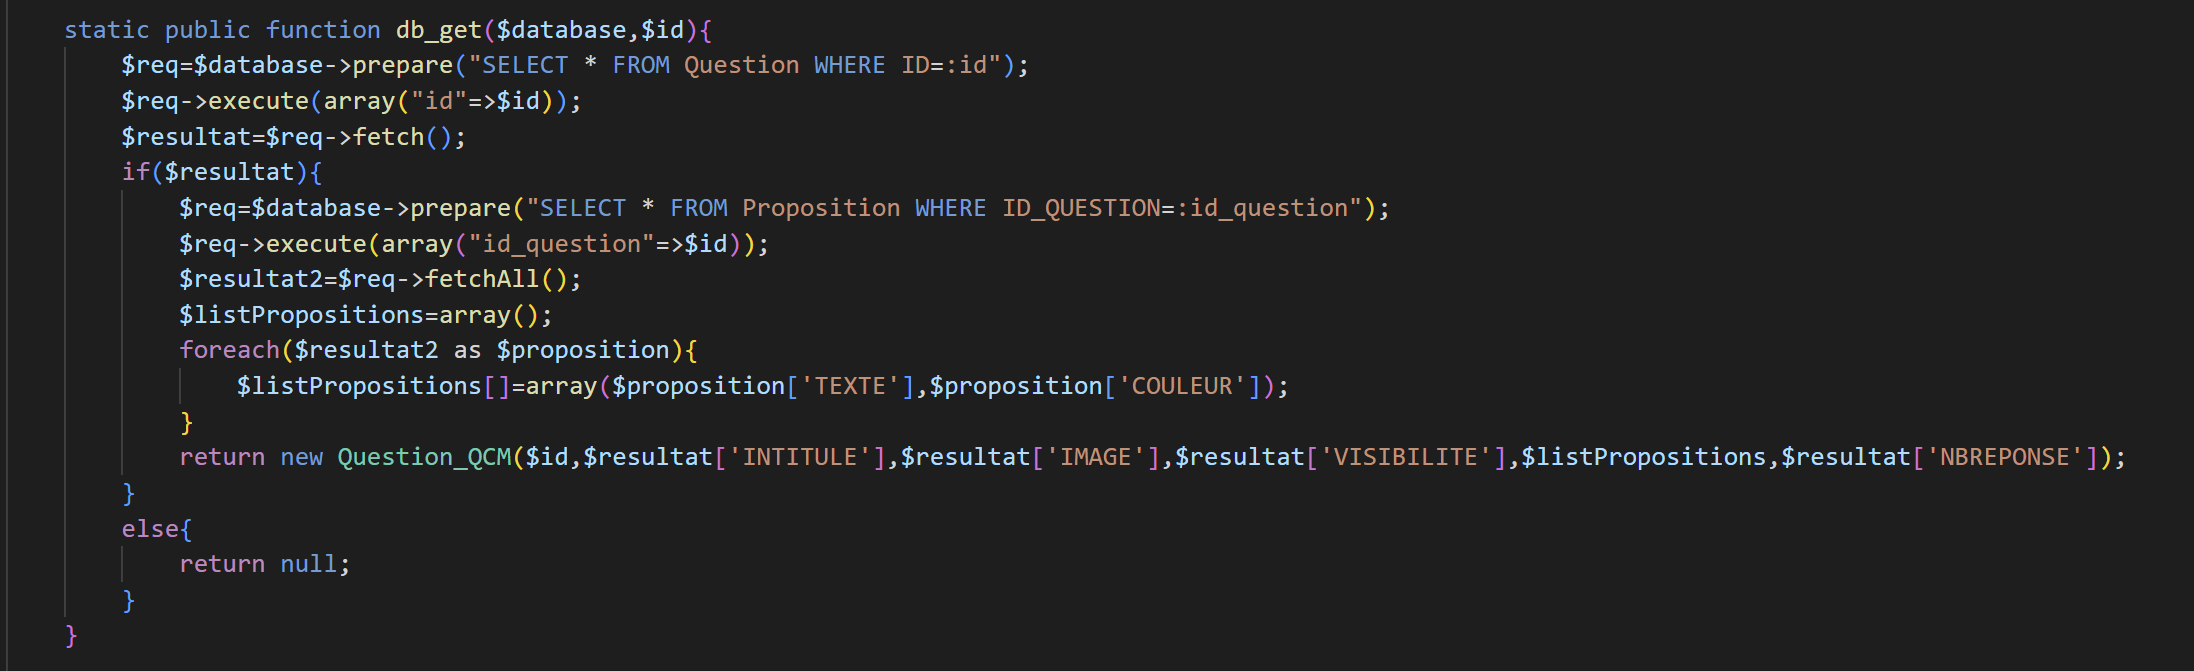 static public function db_get($database,$id){
$req=$database->prepare("SELECT * FROM Question WHERE ID=:id");
$req->execute(array("id"=>$id));
$resultat=$req->fetch();
if($resultat){
$req=$database->prepare("SELECT * FROM Proposition WHERE ID_QUESTION=:id_question");
$req->execute(array("id_question"=>$id));
$resultat2=$req->fetchAll();
$listPropositions=array();
foreach($resultat2 as $proposition){
$listPropositions[]=array($proposition['TEXTE'],$proposition['COULEUR']);
}
return new Question_QCM($id,$resultat['INTITULE'],$resultat['IMAGE'],$resultat['VISIBILITE'],$listPropositions,$resultat['NBREPONSE']);
}
else{
return null;
}
}